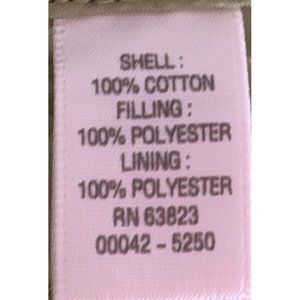 SHELL :
100% COTTON
FILLING :
100% POLYESTER
LINING :
100% POLYESTER
RN 63823
00042 - 5250